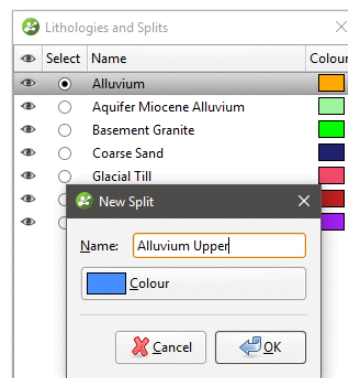 Lithologies and Splits
Select Name Colour
Alluvium
Aquifer Miocene Alluvium
Basement Granite
Coarse Sand
Glacial Till
New Split
Name: Alluvium Upper
Colour
Cancel OK